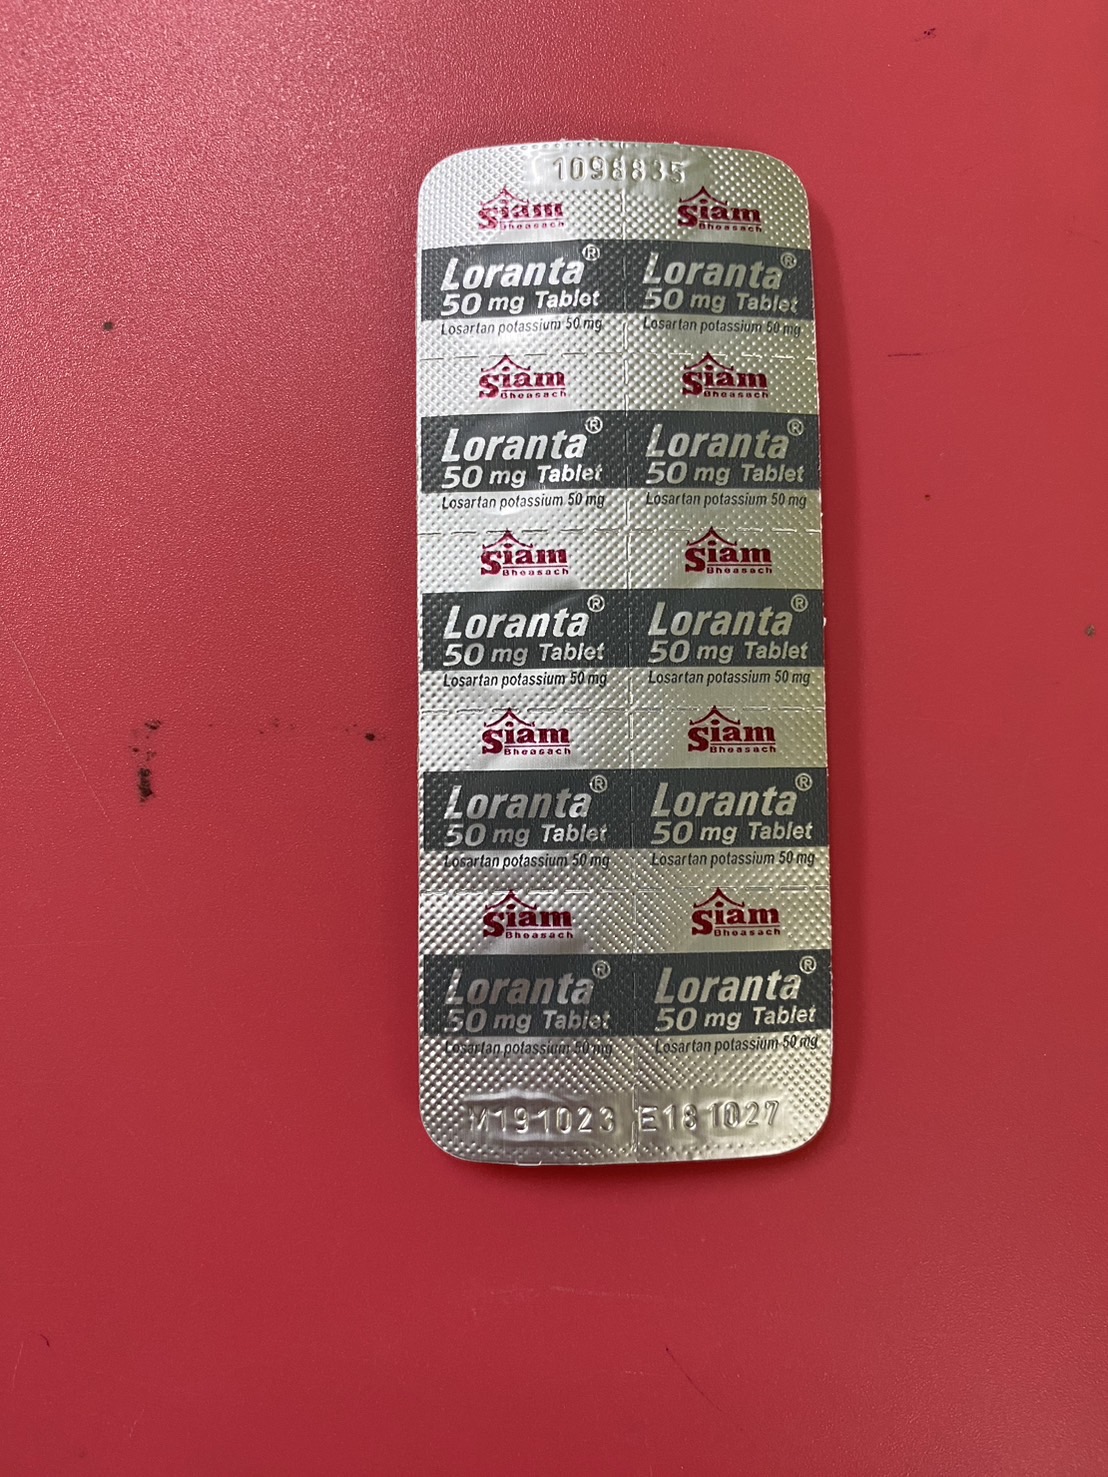 1098835
Siam Siam
Bheasach Bheasach
Loranta® Loranta®
50 mg Tablet 50 mg Tablet
Losartan potassium 50 mg Losartan potassium 50 mg
Siam Siam
Bheasach Bheasach
Loranta® Loranta®
50 mg Tablet 50 mg Tablet
Losartan potassium 50 mg Losartan potassium 50 mg
Siam Siam
Bheasach Bheasach
Loranta® Loranta®
50 mg Tablet 50 mg Tablet
Losartan potassium 50 mg Losartan potassium 50 mg
Siam Siam
Bheasach Bheasach
Loranta® Loranta®
50 mg Tablet 50 mg Tablet
Losartan potassium 50 mg Losartan potassium 50 mg
Siam Siam
Bheasach Bheasach
Loranta® Loranta®
50 mg Tablet 50 mg Tablet
Losartan potassium 50 mg Losartan potassium 50 mg
M191023 E181027